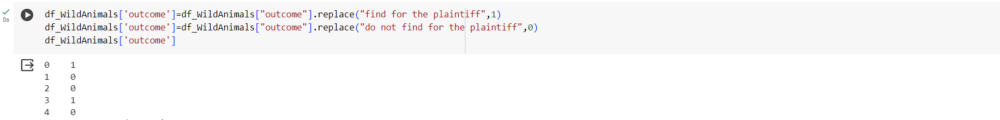 df_WildAnimals['outcome']=df_WildAnimals["outcome"].replace("find for the plaintiff",1)
df_WildAnimals['outcome']=df_WildAnimals["outcome"].replace("do not find for the plaintiff",0)
df_WildAnimals['outcome']
0s
0    1
1    0
2    0
3    1
4    0